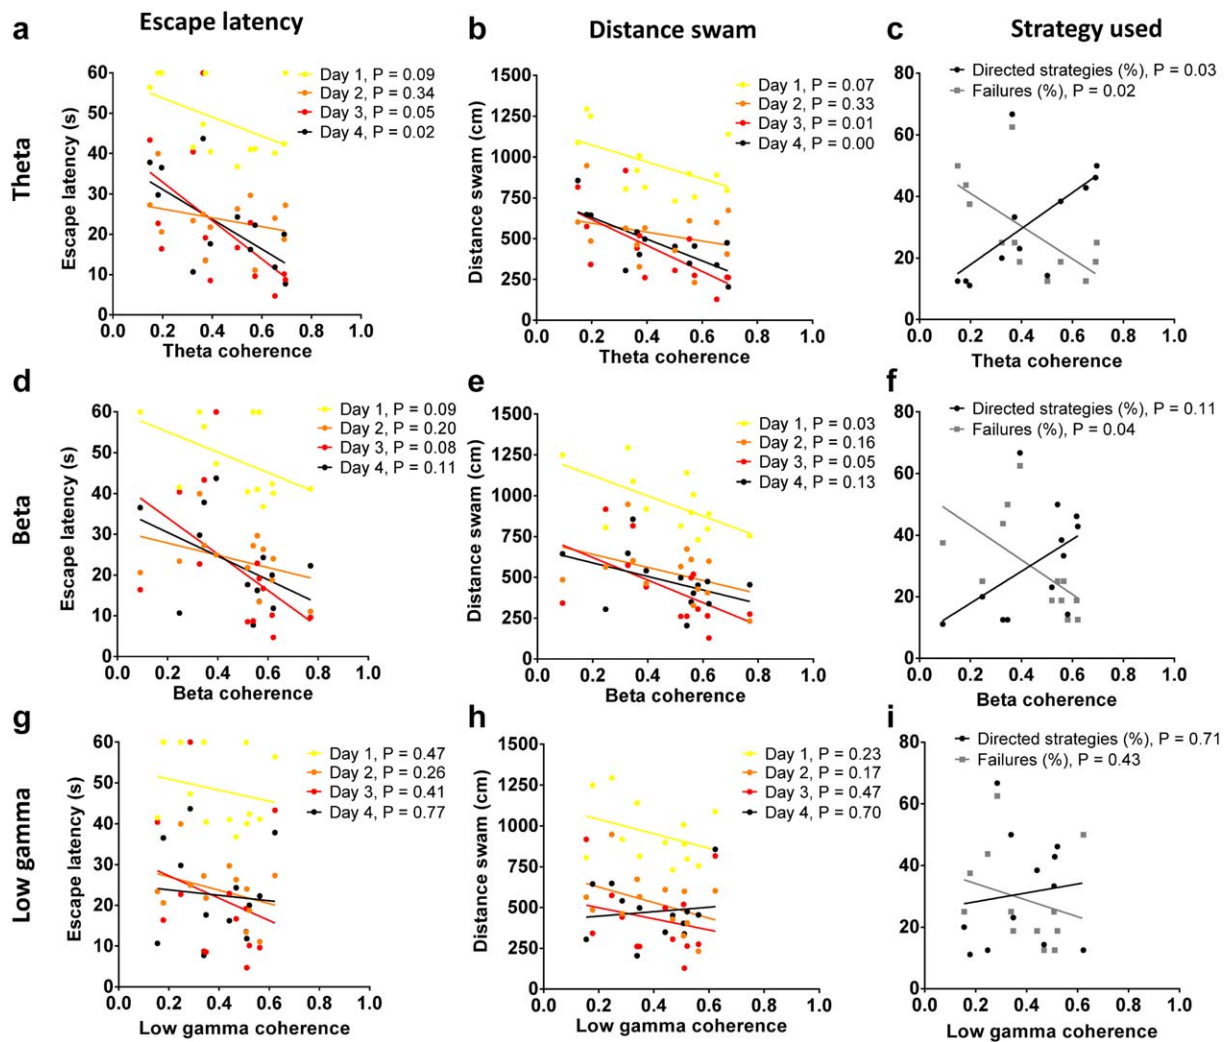 a
Escape latency
b
Distance swam
c
Strategy used
Theta
60
50
40
30
20
10
0
Escape latency (s)
Day 1, P = 0.09
Day 2, P = 0.34
Day 3, P = 0.05
Day 4, P = 0.02
0.0 0.2 0.4 0.6 0.8 1.0
Theta coherence
1500
1250
1000
750
500
250
0
Distance swam (cm)
Day 1, P = 0.07
Day 2, P = 0.33
Day 3, P = 0.01
Day 4, P = 0.00
0.0 0.2 0.4 0.6 0.8 1.0
Theta coherence
80
60
40
20
0
Directed strategies (%), P = 0.03
Failures (%), P = 0.02
0.0 0.2 0.4 0.6 0.8 1.0
Theta coherence
d
e
f
Beta
60
50
40
30
20
10
0
Escape latency (s)
Day 1, P = 0.09
Day 2, P = 0.20
Day 3, P = 0.08
Day 4, P = 0.11
0.0 0.2 0.4 0.6 0.8 1.0
Beta coherence
1500
1250
1000
750
500
250
0
Distance swam (cm)
Day 1, P = 0.03
Day 2, P = 0.16
Day 3, P = 0.05
Day 4, P = 0.13
0.0 0.2 0.4 0.6 0.8 1.0
Beta coherence
80
60
40
20
0
Directed strategies (%), P = 0.11
Failures (%), P = 0.04
0.0 0.2 0.4 0.6 0.8 1.0
Beta coherence
g
h
i
Low gamma
60
50
40
30
20
10
0
Escape latency (s)
Day 1, P = 0.47
Day 2, P = 0.26
Day 3, P = 0.41
Day 4, P = 0.77
0.0 0.2 0.4 0.6 0.8 1.0
Low gamma coherence
1500
1250
1000
750
500
250
0
Distance swam (cm)
Day 1, P = 0.23
Day 2, P = 0.17
Day 3, P = 0.47
Day 4, P = 0.70
0.0 0.2 0.4 0.6 0.8 1.0
Low gamma coherence
80
60
40
20
0
Directed strategies (%), P = 0.71
Failures (%), P = 0.43
0.0 0.2 0.4 0.6 0.8 1.0
Low gamma coherence